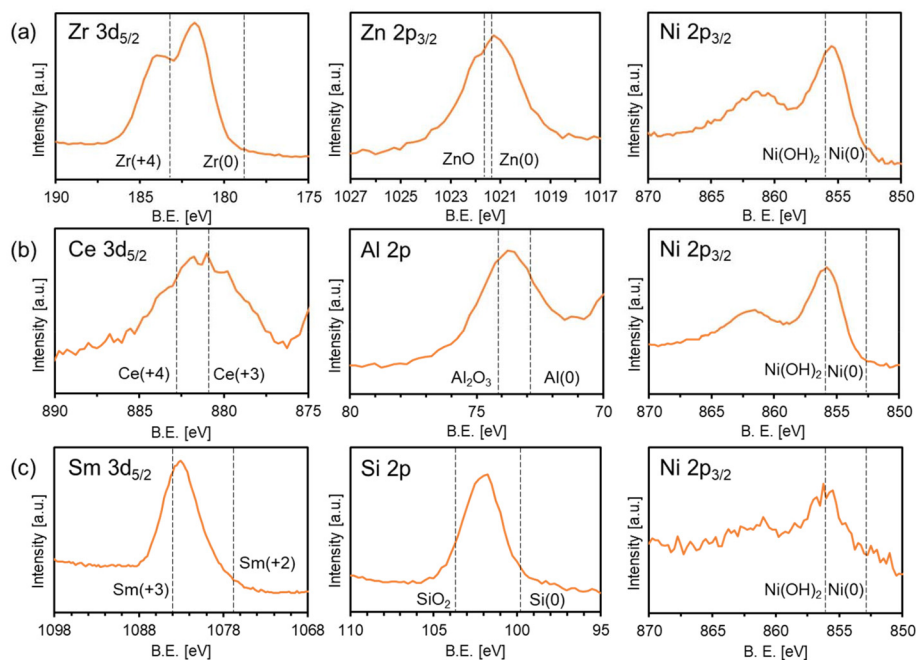 (a)
Zr 3d5/2
Intensity [a.u.]
Zr(+4)
Zr(0)
190 185 180 175
B.E. [eV]
Zn 2p3/2
Intensity [a.u.]
ZnO
Zn(0)
1027 1025 1023 1021 1019 1017
B.E. [eV]
Ni 2p3/2
Intensity [a.u.]
Ni(OH)2
Ni(0)
870 865 860 855 850
B.E. [eV]
(b)
Ce 3d5/2
Intensity [a.u.]
Ce(+4)
Ce(+3)
890 885 880 875
B.E. [eV]
Al 2p
Intensity [a.u.]
Al2O3
Al(0)
80 75 70
B.E. [eV]
Ni 2p3/2
Intensity [a.u.]
Ni(OH)2
Ni(0)
870 865 860 855 850
B. E. [eV]
(c)
Sm 3d5/2
Intensity [a.u.]
Sm(+3)
Sm(+2)
1098 1088 1078 1068
B.E. [eV]
Si 2p
Intensity [a.u.]
SiO2
Si(0)
110 105 100 95
B.E. [eV]
Ni 2p3/2
Intensity [a.u.]
Ni(OH)2
Ni(0)
870 865 860 855 850
B. E. [eV]